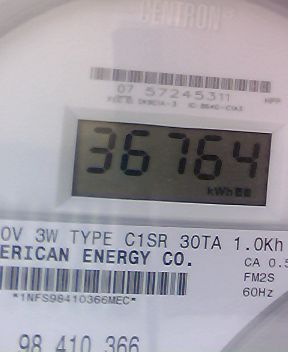 CENTRON
07 57245311
36764
kWh
0V 3W TYPE C1SR 30TA 1.0Kh
ERICAN ENERGY CO.
CA 0.5
*1NFS98410366MEC*
FM2S
60Hz
98 410 366